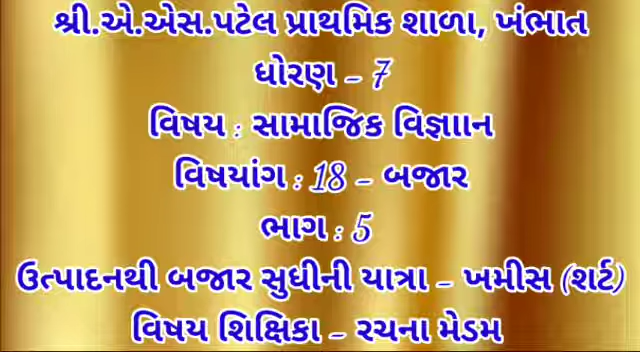 શ્રી.એ.એસ.પટેલ પ્રાથમિક શાળા, ખંભાત
ધોરણ - 7
વિષય : સામાજિક વિજ્ઞાાન
વિષયાંગ : 18 - બજાર
ભાગ : 5
ઉત્પાદનથી બજાર સુધીની યાત્રા - ખમીસ (શર્ટ)
વિષય શિક્ષિકા - રચના મેડમ